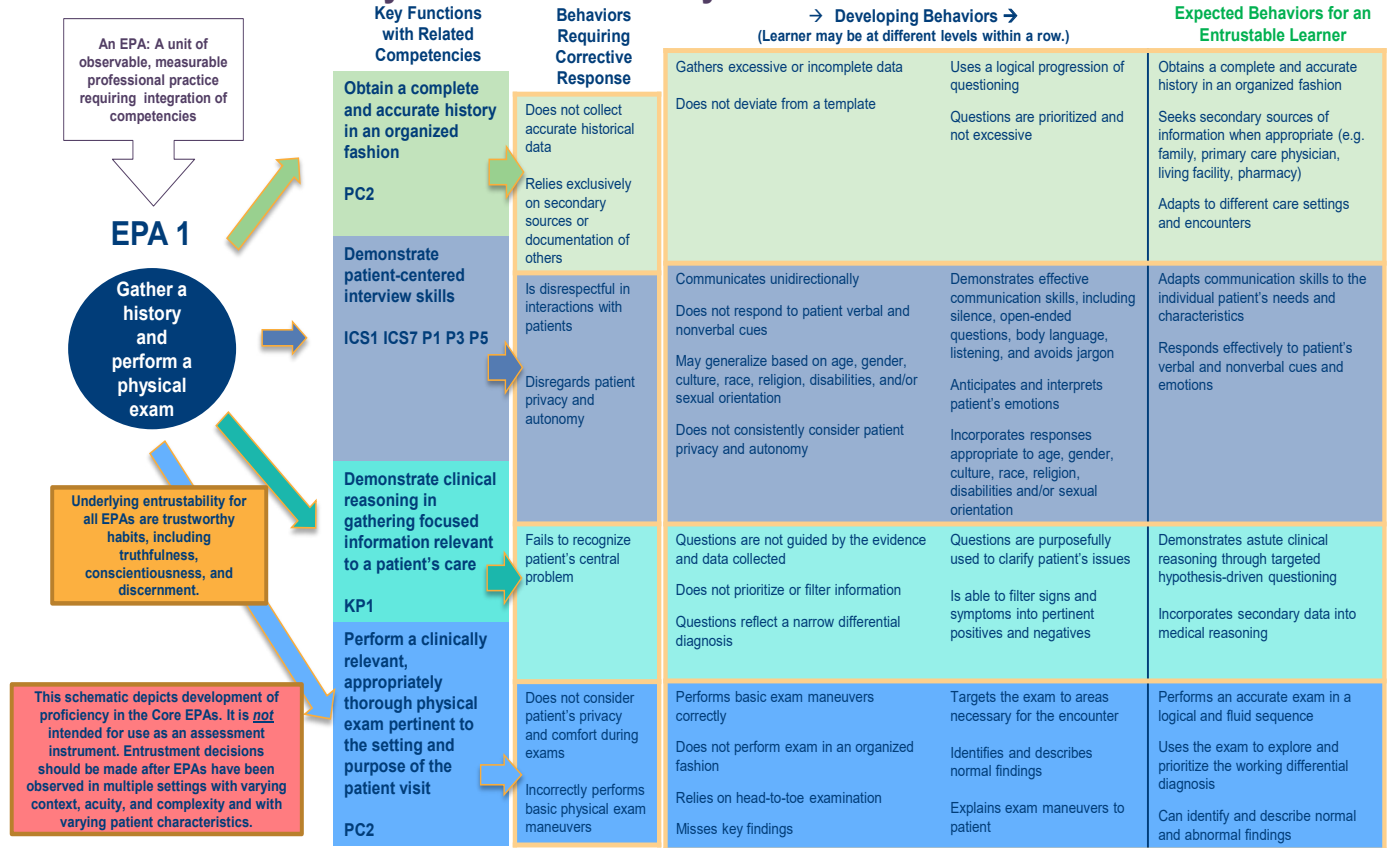 Key Functions
with Related
Competencies
Behaviors
Requiring
Corrective
Response
→ Developing Behaviors →
(Learner may be at different levels within a row.)
Expected Behaviors for an
Entrustable Learner
An EPA: A unit of
observable, measurable
professional practice
requiring integration of
competencies
EPA 1
Gather a
history
and
perform a
physical
exam
Underlying entrustability for
all EPAs are trustworthy
habits, including
truthfulness,
conscientiousness, and
discernment.
This schematic depicts development of
proficiency in the Core EPAs. It is not
intended for use as an assessment
instrument. Entrustment decisions
should be made after EPAs have been
observed in multiple settings with varying
context, acuity, and complexity and with
varying patient characteristics.
Obtain a complete
and accurate history
in an organized
fashion
PC2
Does not collect
accurate historical
data
Relies exclusively
on secondary
sources or
documentation of
others
Gathers excessive or incomplete data
Does not deviate from a template
Uses a logical progression of
questioning
Questions are prioritized and
not excessive
Obtains a complete and accurate
history in an organized fashion
Seeks secondary sources of
information when appropriate (e.g.
family, primary care physician,
living facility, pharmacy)
Adapts to different care settings
and encounters
Demonstrate
patient-centered
interview skills
ICS1 ICS7 P1 P3 P5
Is disrespectful in
interactions with
patients
Disregards patient
privacy and
autonomy
Communicates unidirectionally
Does not respond to patient verbal and
nonverbal cues
May generalize based on age, gender,
culture, race, religion, disabilities, and/or
sexual orientation
Does not consistently consider patient
privacy and autonomy
Demonstrates effective
communication skills, including
silence, open-ended
questions, body language,
listening, and avoids jargon
Anticipates and interprets
patient's emotions
Incorporates responses
appropriate to age, gender,
culture, race, religion,
disabilities and/or sexual
orientation
Adapts communication skills to the
individual patient's needs and
characteristics
Responds effectively to patient's
verbal and nonverbal cues and
emotions
Demonstrate clinical
reasoning in
gathering focused
information relevant
to a patient's care
KP1
Fails to recognize
patient's central
problem
Questions are not guided by the evidence
and data collected
Does not prioritize or filter information
Questions reflect a narrow differential
diagnosis
Questions are purposefully
used to clarify patient's issues
Is able to filter signs and
symptoms into pertinent
positives and negatives
Demonstrates astute clinical
reasoning through targeted
hypothesis-driven questioning
Incorporates secondary data into
medical reasoning
Perform a clinically
relevant,
appropriately
thorough physical
exam pertinent to
the setting and
purpose of the
patient visit
PC2
Does not consider
patient's privacy
and comfort during
exams
Incorrectly performs
basic physical exam
maneuvers
Performs basic exam maneuvers
correctly
Does not perform exam in an organized
fashion
Relies on head-to-toe examination
Misses key findings
Targets the exam to areas
necessary for the encounter
Identifies and describes
normal findings
Explains exam maneuvers to
patient
Performs an accurate exam in a
logical and fluid sequence
Uses the exam to explore and
prioritize the working differential
diagnosis
Can identify and describe normal
and abnormal findings